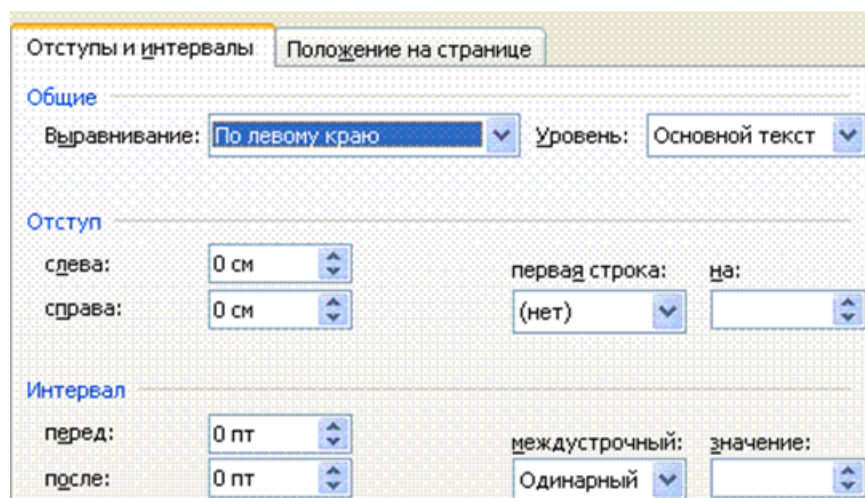 Отступы и интервалы Положение на странице
Общие
Выравнивание: По левому краю Уровень: Основной текст
Отступ
слева: 0 см первая строка: на:
справа: 0 см (нет)
Интервал
перед: 0 пт междустрочный: значение:
после: 0 пт Одинарный